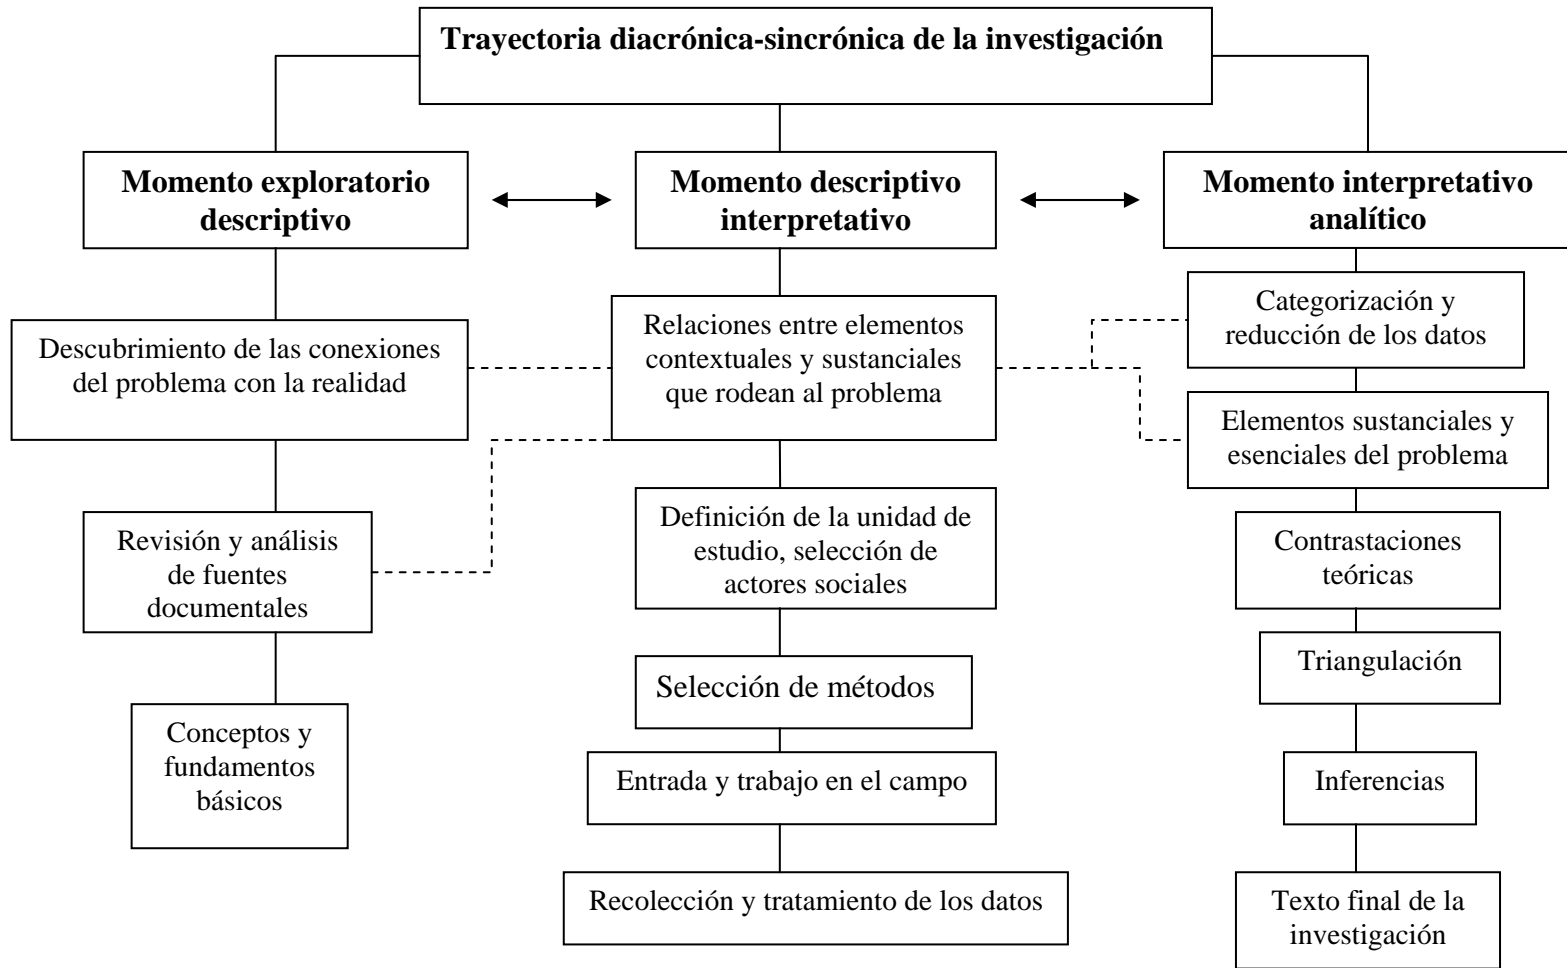 Trayectoria diacrónica-sincrónica de la investigación
Momento exploratorio
descriptivo
Descubrimiento de las conexiones
del problema con la realidad
Revisión y análisis
de fuentes
documentales
Conceptos y
fundamentos
básicos
Momento descriptivo
interpretativo
Relaciones entre elementos
contextuales y sustanciales
que rodean al problema
Definición de la unidad de
estudio, selección de
actores sociales
Selección de métodos
Entrada y trabajo en el campo
Recolección y tratamiento de los datos
Momento interpretativo
analítico
Categorización y
reducción de los datos
Elementos sustanciales y
esenciales del problema
Contrastaciones
teóricas
Triangulación
Inferencias
Texto final de la
investigación